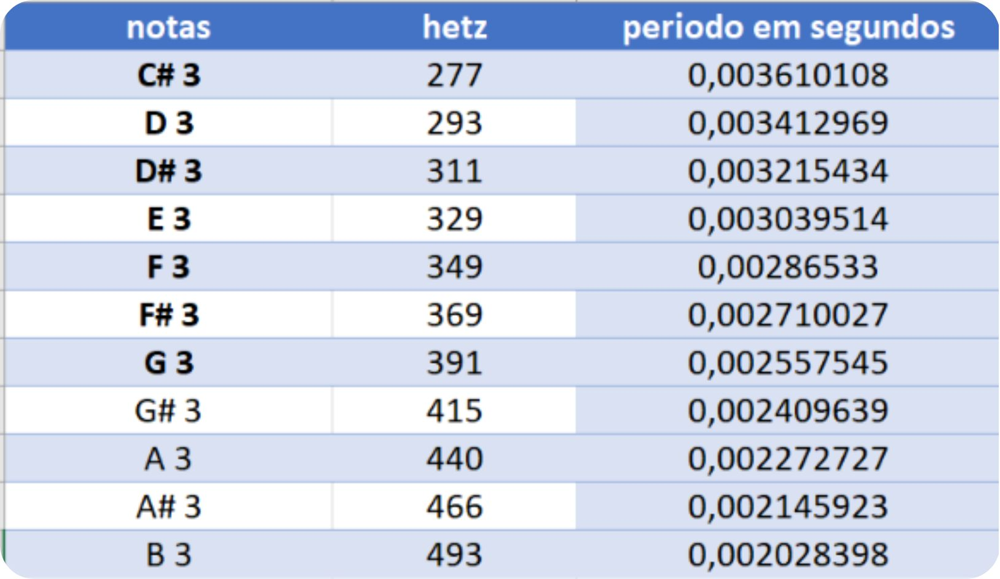 notas hetz periodo em segundos
C# 3 277 0,003610108
D 3 293 0,003412969
D# 3 311 0,003215434
E 3 329 0,003039514
F 3 349 0,00286533
F# 3 369 0,002710027
G 3 391 0,002557545
G# 3 415 0,002409639
A 3 440 0,002272727
A# 3 466 0,002145923
B 3 493 0,002028398